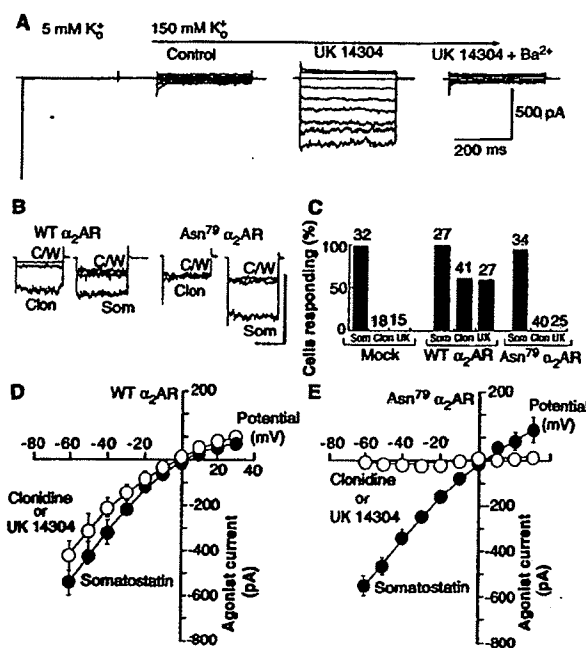 A
5 mM K₀⁺
150 mM K₀⁺
Control
UK 14304
UK 14304 + Ba²⁺
500 pA
200 ms
B
WT α₂AR
Asn⁷⁹ α₂AR
C/W
C/W
C/W
C/W
Clon
Som
Clon
Som
C
Cells responding (%)
100
50
0
32
18 15
27
41
27
34
40 25
Som Clon UK
Som Clon UX
Som Clon UK
Mock
WT α₂AR
Asn⁷⁹ α₂AR
D
WT α₂AR
200
Potential
(mV)
-80 -60 -40 -20
0
20 40
Clonidine
or
UK 14304
Somatostatin
-200
-400
-600
-800
Agonist current
(pA)
E
Asn⁷⁹ α₂AR
200
Potential
(mV)
-80 -60 -40 -20
0
20 40
Clonidine
or
UK 14304
Somatostatin
-200
-400
-600
-800
Agonist current
(pA)